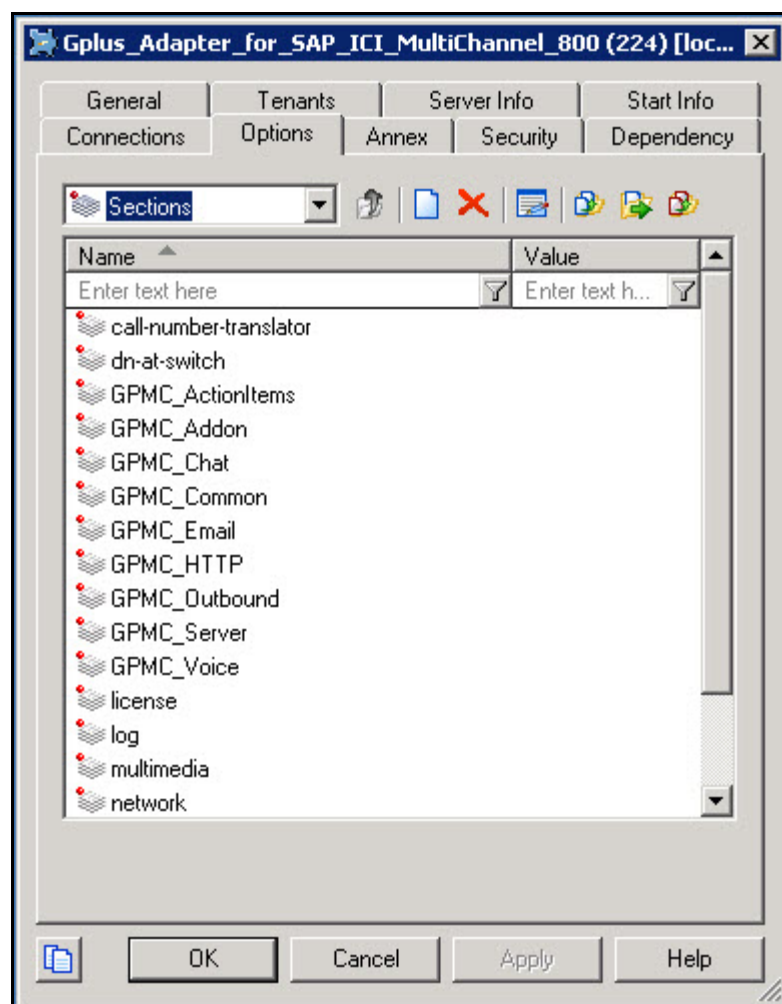 Gplus_Adapter_for_SAP_ICI_MultiChannel_800 (224) [loc...
General Tenants Server Info Start Info
Connections Options Annex Security Dependency
Sections
Name Value
Enter text here Enter text h...
call-number-translator
dn-at-switch
GPMC_ActionItems
GPMC_Addon
GPMC_Chat
GPMC_Common
GPMC_Email
GPMC_HTTP
GPMC_Outbound
GPMC_Server
GPMC_Voice
license
log
multimedia
network
OK Cancel Apply Help